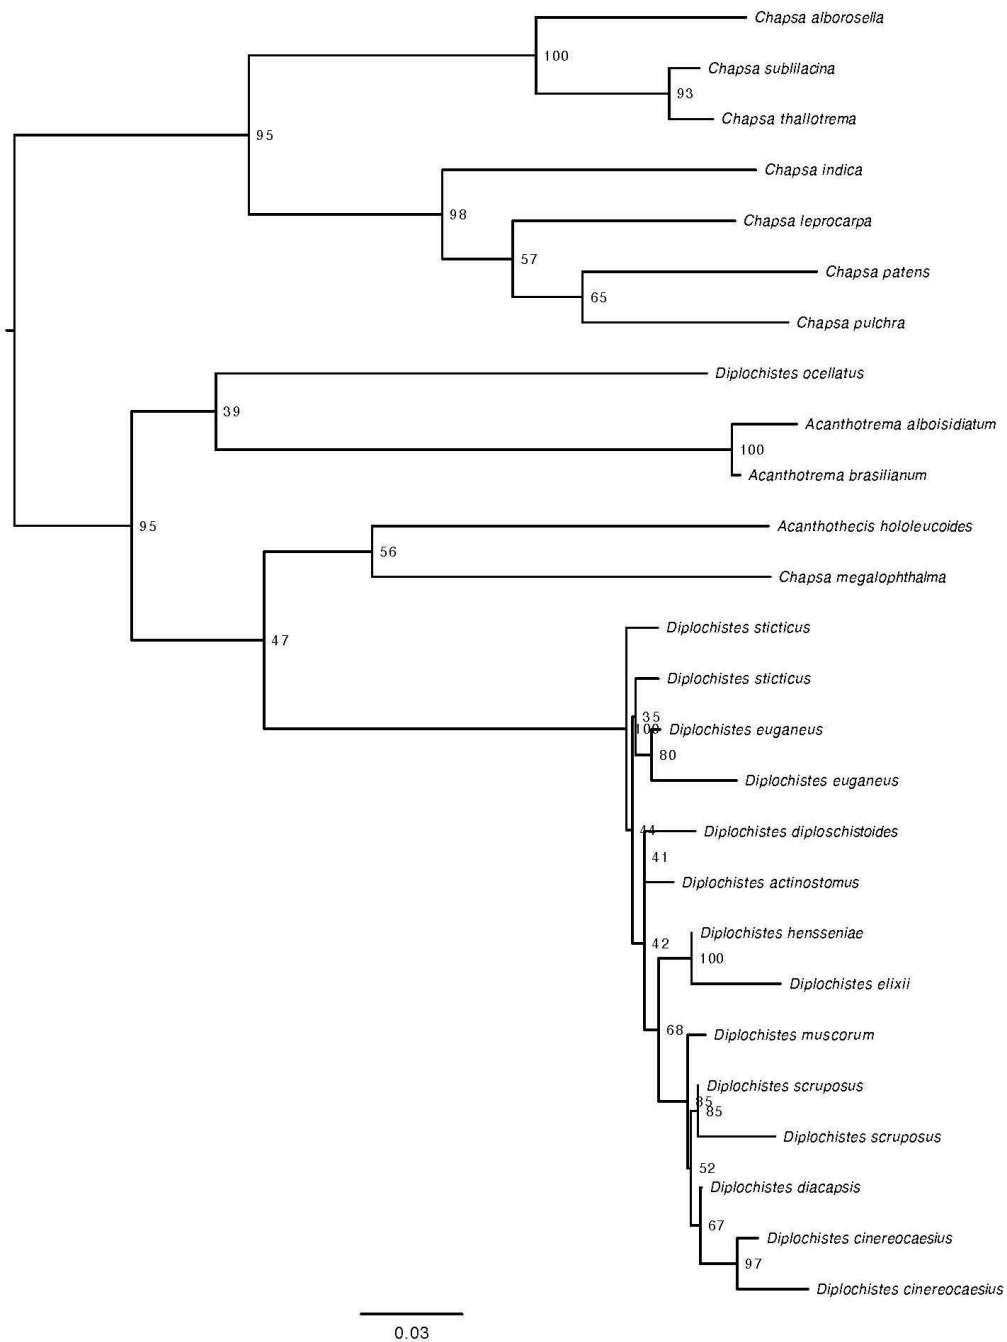 Chapsa alborosella
100
Chapsa sublilacina
93
Chapsa thallotrema
95
Chapsa indica
98
Chapsa leprocarpa
57
Chapsa patens
65
Chapsa pulchra
Diplochistes ocellatus
39
Acanthotrema alboisidiatum
100
Acanthotrema brasilianum
95
Acanthothecis hololeucoides
56
Chapsa megalophthalma
47
Diplochistes sticticus
Diplochistes sticticus
35
100
Diplochistes euganeus
80
Diplochistes euganeus
44
Diplochistes diploschistoides
41
Diplochistes actinostomus
42
Diplochistes hensseniae
100
Diplochistes elixii
68
Diplochistes muscorum
Diplochistes scruposus
85
85
Diplochistes scruposus
52
Diplochistes diacapsis
67
Diplochistes cinereocaesius
97
Diplochistes cinereocaesius
0.03